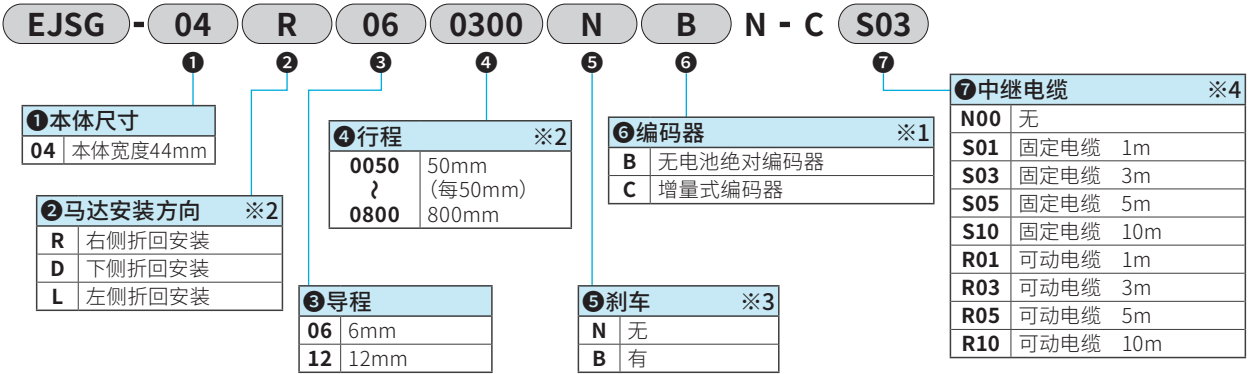 EJSG - 04 R 06 0300 N B N - C S03
❶ ❷ ❸ ❹ ❺ ❻ ❼
❶本体尺寸
04 本体宽度44mm
❷马达安装方向 ※2
R 右侧折回安装
D 下侧折回安装
L 左侧折回安装
❸导程
06 6mm
12 12mm
❹行程 ※2
0050 50mm
~ （每50mm）
0800 800mm
❺刹车 ※3
N 无
B 有
❻编码器 ※1
B 无电池绝对编码器
C 增量式编码器
❼中继电缆 ※4
N00 无
S01 固定电缆 1m
S03 固定电缆 3m
S05 固定电缆 5m
S10 固定电缆 10m
R01 可动电缆 1m
R03 可动电缆 3m
R05 可动电缆 5m
R10 可动电缆 10m